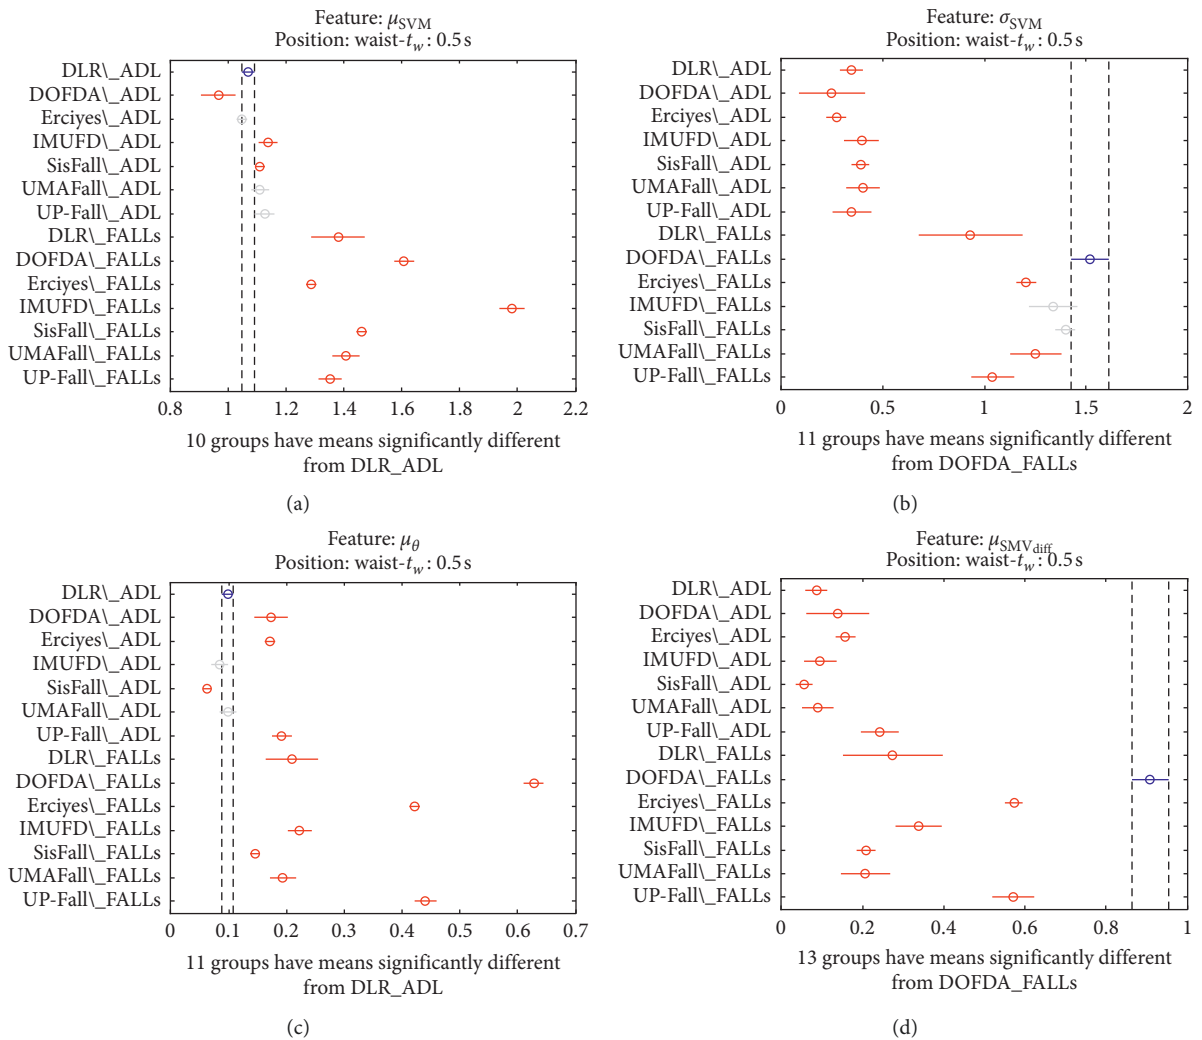 Feature: μ_SVM
Position: waist-t_w: 0.5 s
DLR\_ADL
DOFDA\_ADL
Erciyes\_ADL
IMUFD\_ADL
SisFall\_ADL
UMAFall\_ADL
UP-Fall\_ADL
DLR\_FALLs
DOFDA\_FALLs
Erciyes\_FALLs
IMUFD\_FALLs
SisFall\_FALLs
UMAFall\_FALLs
UP-Fall\_FALLs
0.8 1 1.2 1.4 1.6 1.8 2 2.2
10 groups have means significantly different
from DLR_ADL
(a)
Feature: σ_SVM
Position: waist-t_w: 0.5 s
DLR\_ADL
DOFDA\_ADL
Erciyes\_ADL
IMUFD\_ADL
SisFall\_ADL
UMAFall\_ADL
UP-Fall\_ADL
DLR\_FALLs
DOFDA\_FALLs
Erciyes\_FALLs
IMUFD\_FALLs
SisFall\_FALLs
UMAFall\_FALLs
UP-Fall\_FALLs
0 0.5 1 1.5 2
11 groups have means significantly different
from DOFDA_FALLs
(b)
Feature: μ_θ
Position: waist-t_w: 0.5 s
DLR\_ADL
DOFDA\_ADL
Erciyes\_ADL
IMUFD\_ADL
SisFall\_ADL
UMAFall\_ADL
UP-Fall\_ADL
DLR\_FALLs
DOFDA\_FALLs
Erciyes\_FALLs
IMUFD\_FALLs
SisFall\_FALLs
UMAFall\_FALLs
UP-Fall\_FALLs
0 0.1 0.2 0.3 0.4 0.5 0.6 0.7
11 groups have means significantly different
from DLR_ADL
(c)
Feature: μ_SMV_diff
Position: waist-t_w: 0.5 s
DLR\_ADL
DOFDA\_ADL
Erciyes\_ADL
IMUFD\_ADL
SisFall\_ADL
UMAFall\_ADL
UP-Fall\_ADL
DLR\_FALLs
DOFDA\_FALLs
Erciyes\_FALLs
IMUFD\_FALLs
SisFall\_FALLs
UMAFall\_FALLs
UP-Fall\_FALLs
0 0.2 0.4 0.6 0.8 1
13 groups have means significantly different
from DOFDA_FALLs
(d)